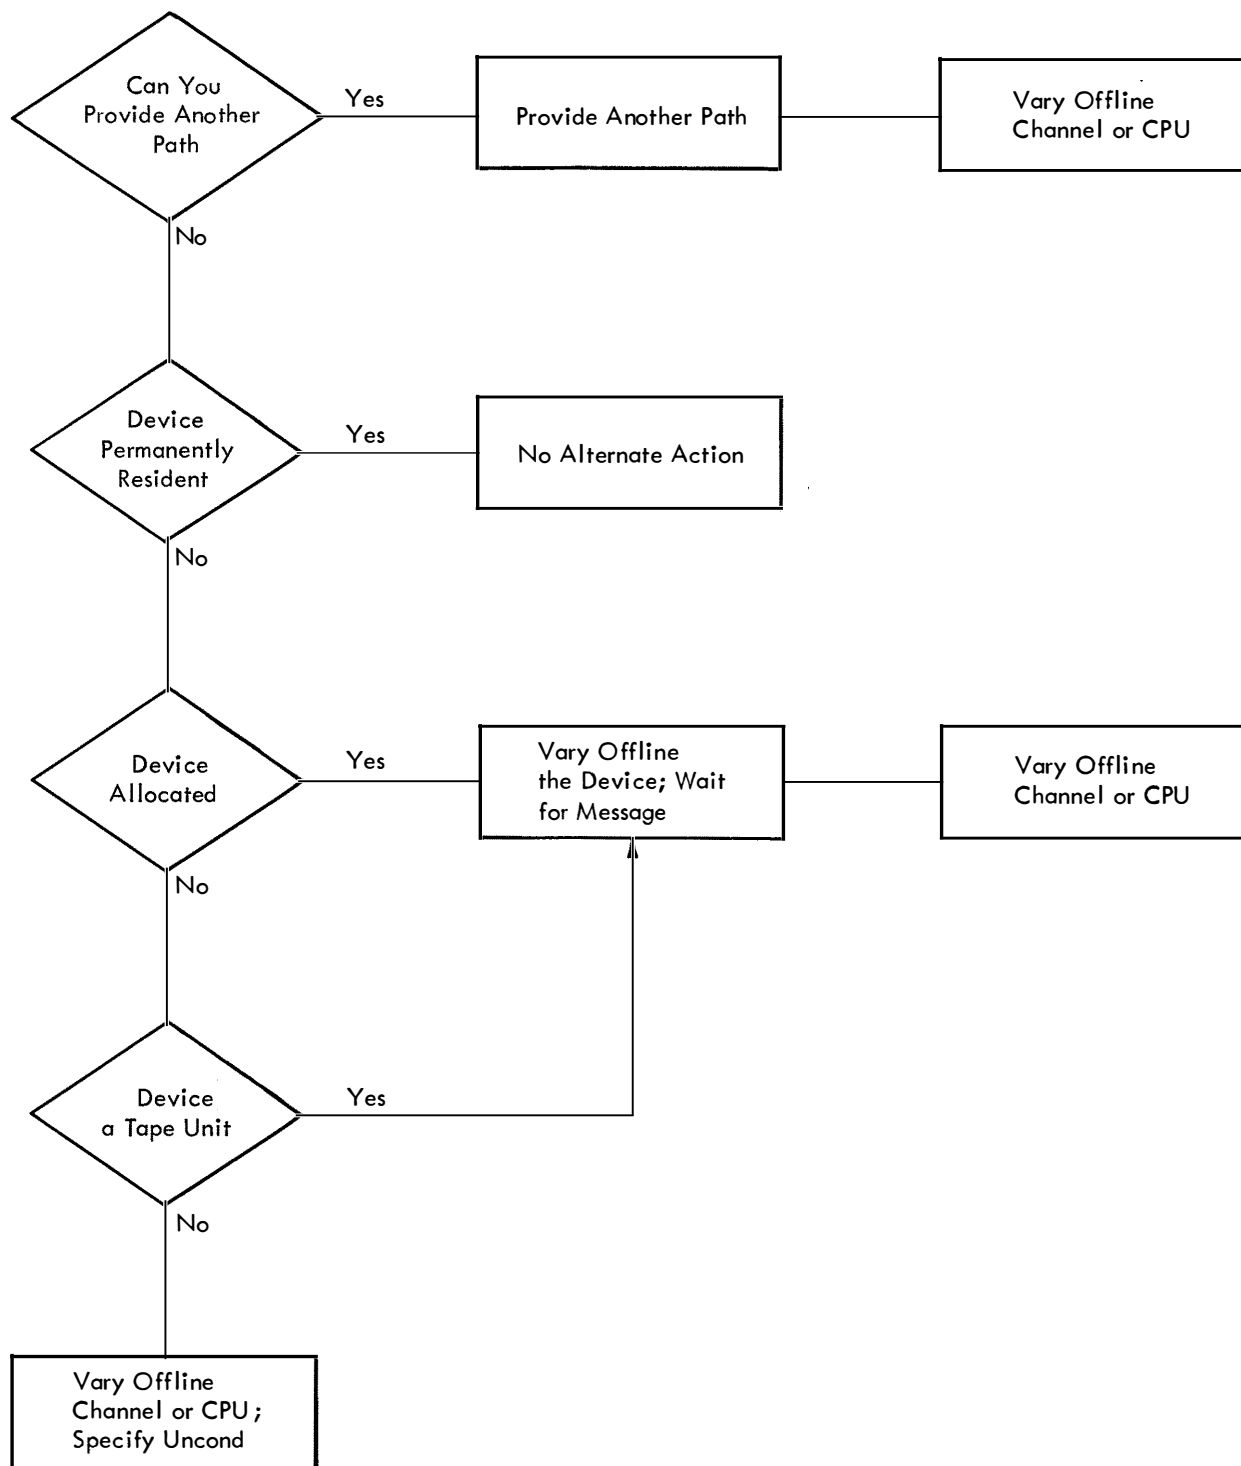 Can You
Provide Another
Path
Yes
Provide Another Path
Vary Offline
Channel or CPU
No
Device
Permanently
Resident
Yes
No Alternate Action
No
Device
Allocated
Yes
Vary Offline
the Device; Wait
for Message
Vary Offline
Channel or CPU
No
Device
a Tape Unit
Yes
No
Vary Offline
Channel or CPU;
Specify Uncond